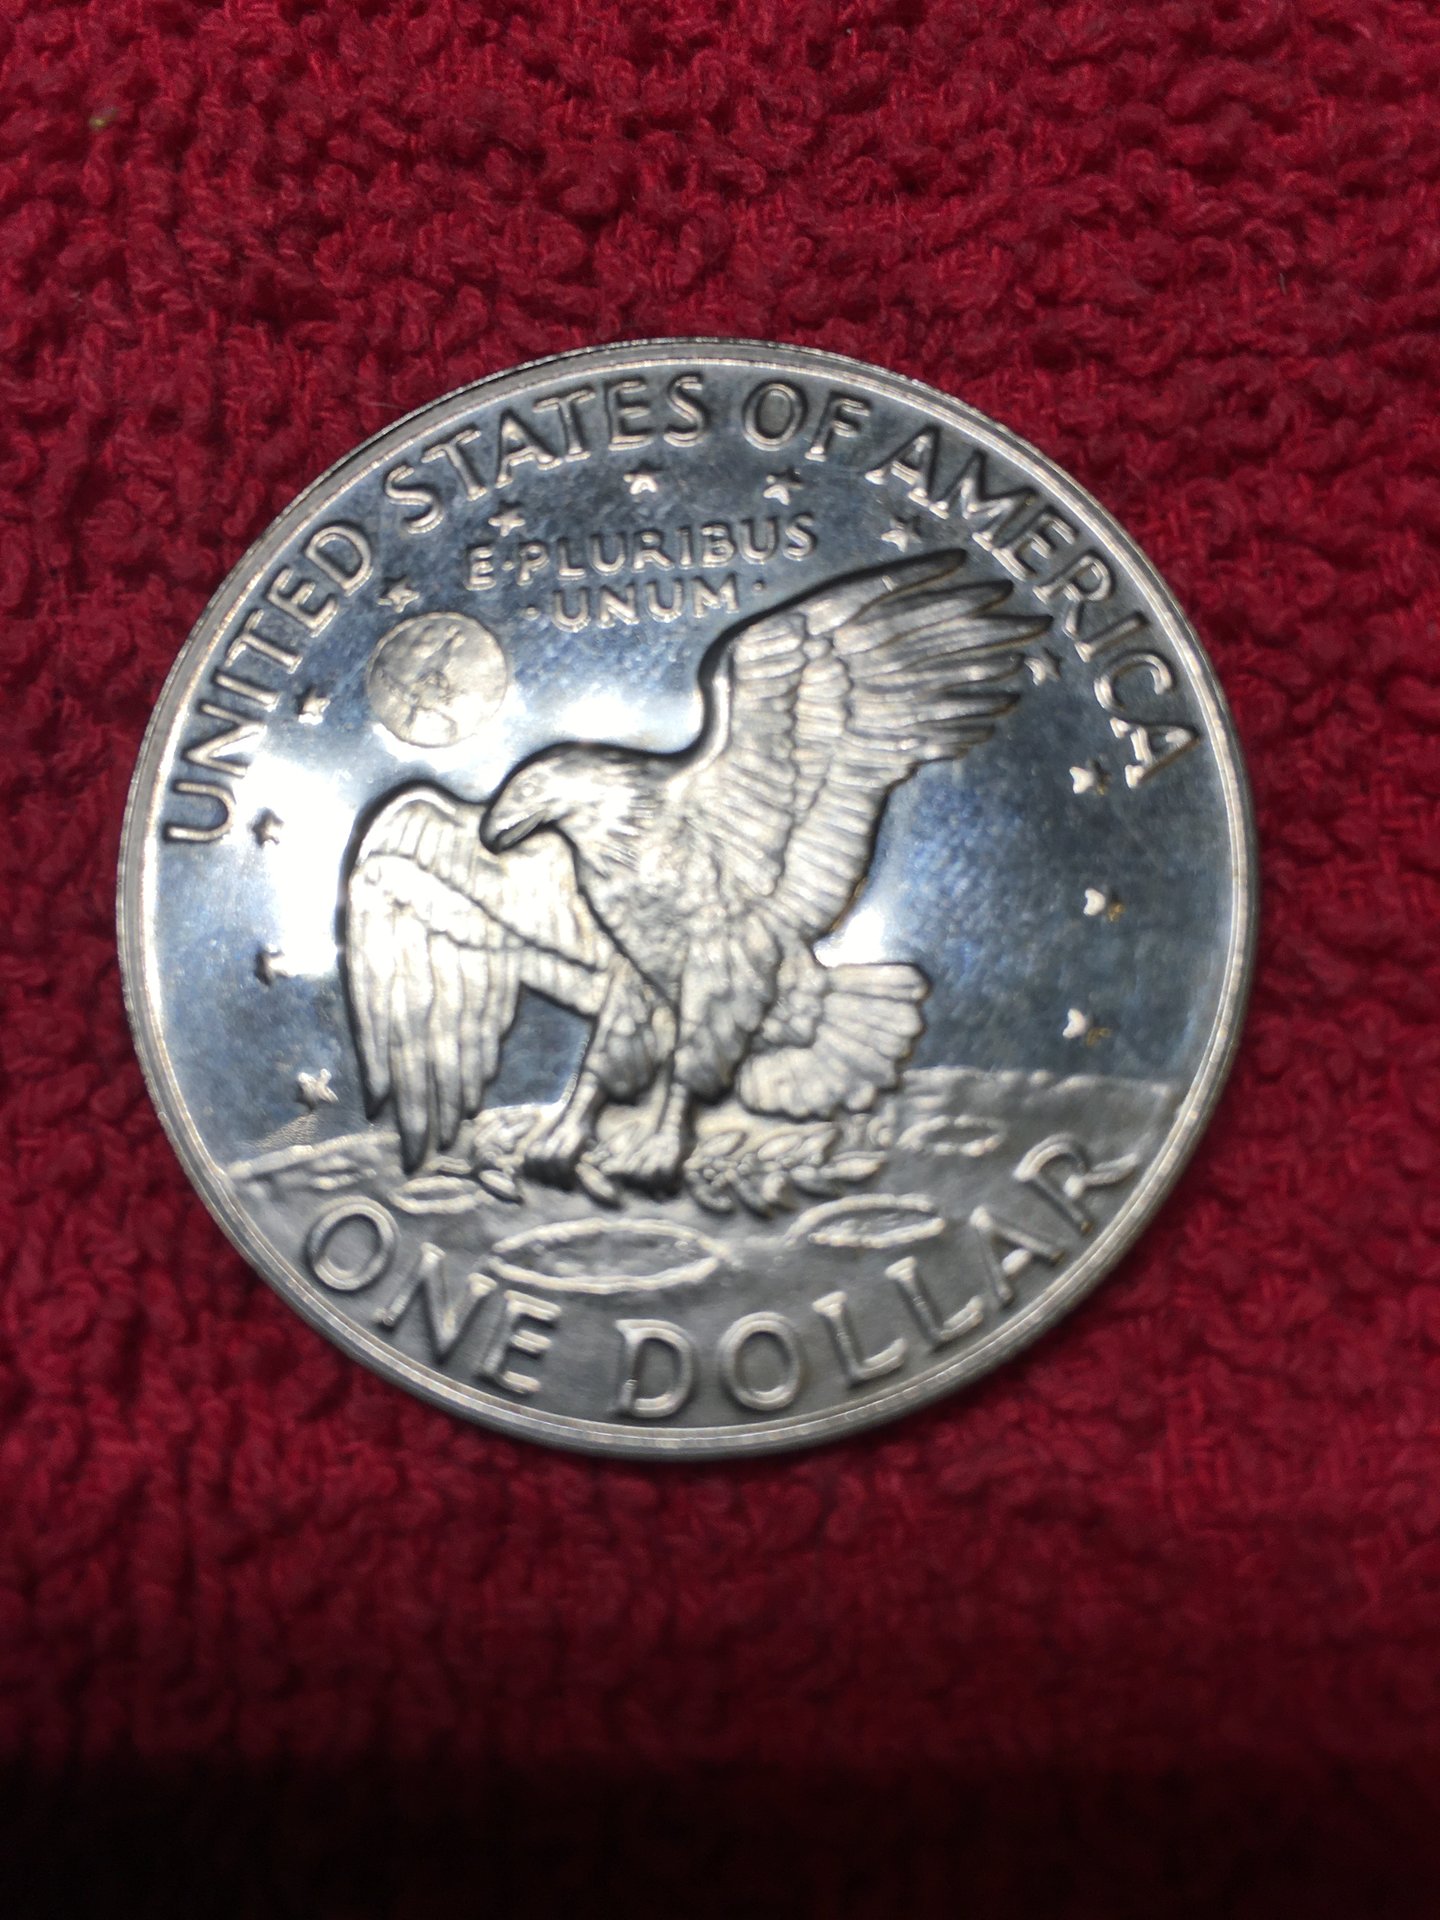 UNITED STATES OF AMERICA
E·PLURIBUS
·UNUM·
ONE DOLLAR